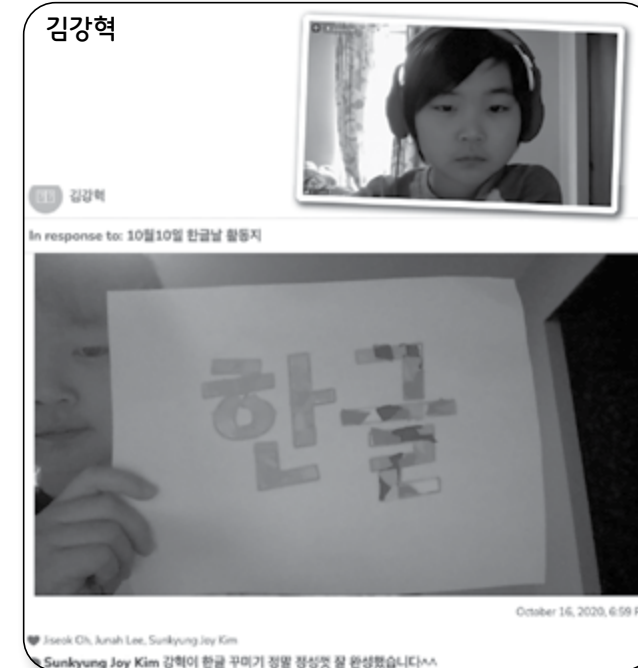 김강혁
김강혁
In response to: 10월10일 한글날 활동지
한글
October 16, 2020, 6:59 P
Jiseok Oh, Junah Lee, Sunkyung Joy Kim
Sunkyung Joy Kim 강혁이 한글 꾸미기 정말 정성껏 잘 완성했습니다^^